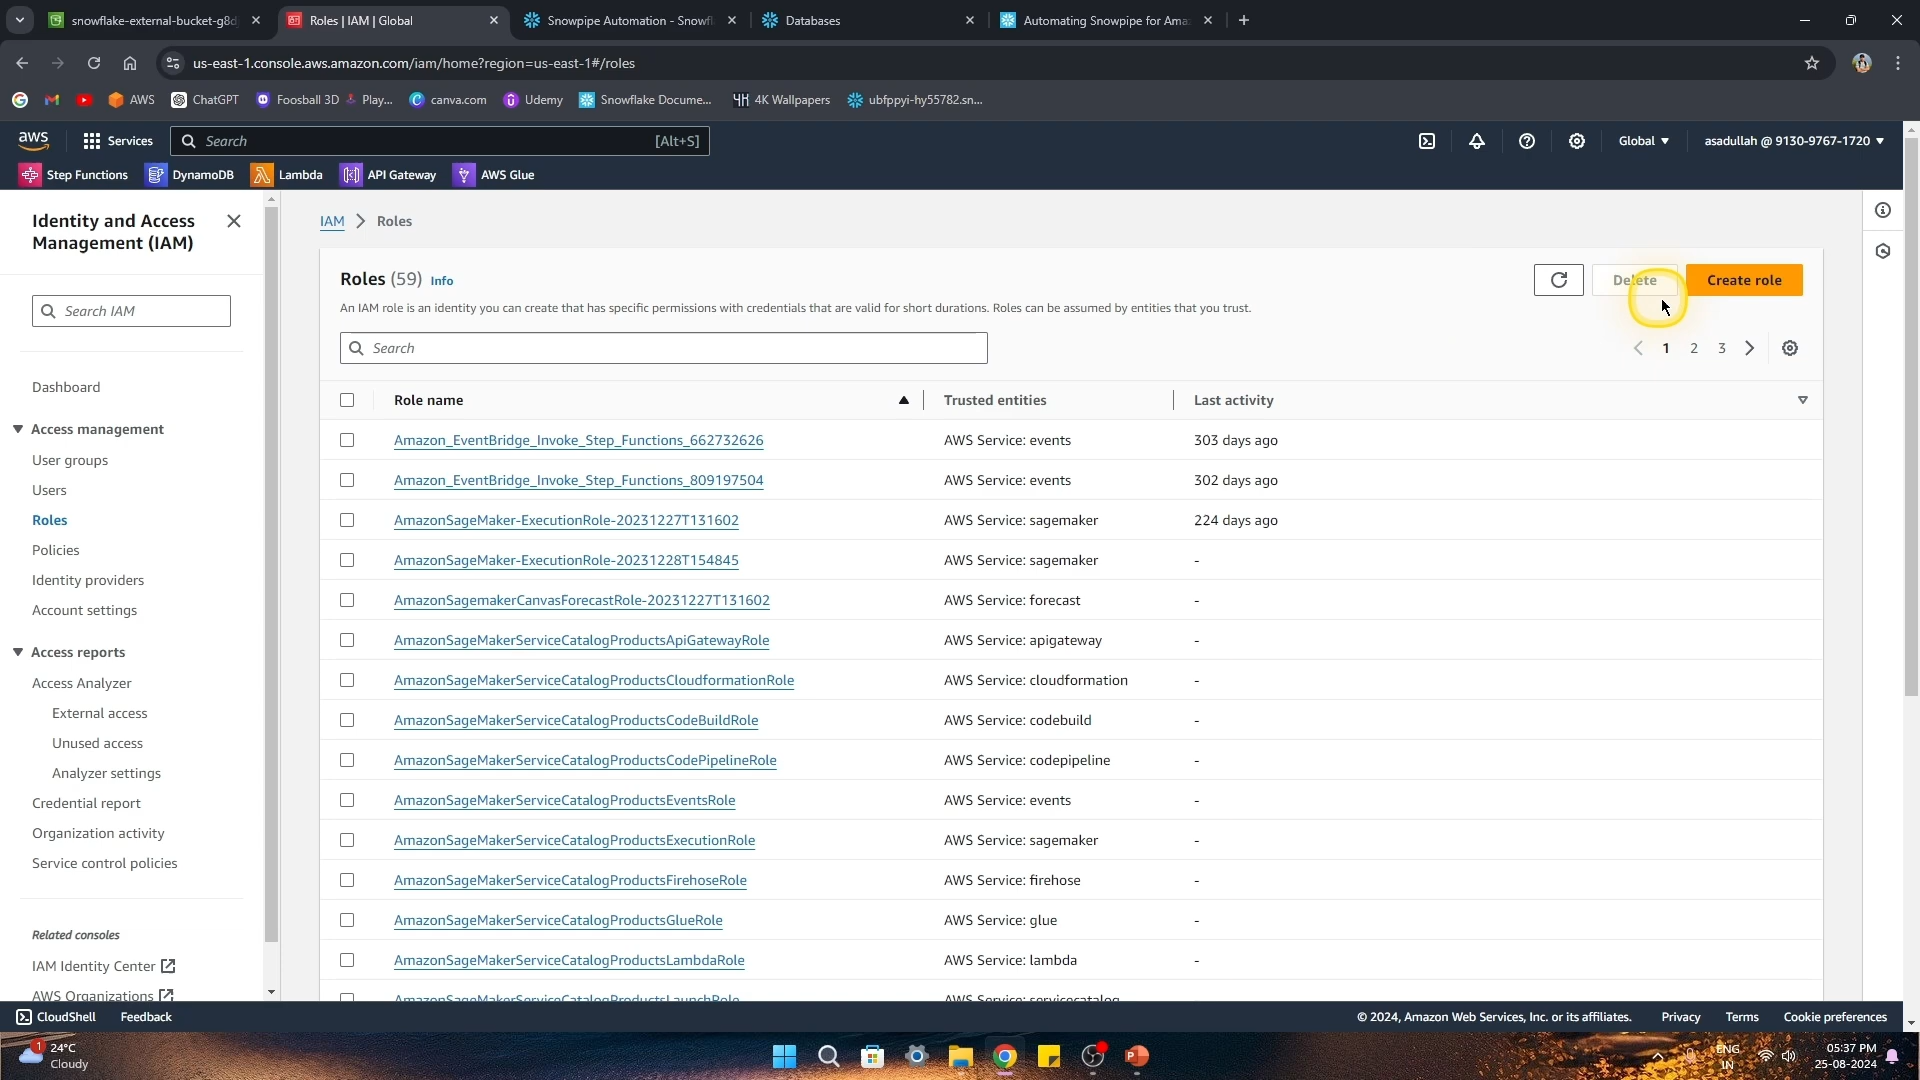 snowflake-external-bucket-g8d
Roles | IAM | Global
Snowpipe Automation - Snowfl
Databases
Automating Snowpipe for Ama
us-east-1.console.aws.amazon.com/iam/home?region=us-east-1#/roles
AWS
ChatGPT
Foosball 3D
Play...
canva.com
Udemy
Snowflake Docume...
4K Wallpapers
ubfppyi-hy55782.sn...
aws
Services
Search
[Alt+S]
Global
asadullah @ 9130-9767-1720
Step Functions
DynamoDB
Lambda
API Gateway
AWS Glue
Identity and Access
Management (IAM)
Search IAM
Dashboard
Access management
User groups
Users
Roles
Policies
Identity providers
Account settings
Access reports
Access Analyzer
External access
Unused access
Analyzer settings
Credential report
Organization activity
Service control policies
Related consoles
IAM Identity Center
AWS Organizations
IAM > Roles
Roles (59) Info
Delete
Create role
An IAM role is an identity you can create that has specific permissions with credentials that are valid for short durations. Roles can be assumed by entities that you trust.
Search
1 2 3
Role name Trusted entities Last activity
Amazon_EventBridge_Invoke_Step_Functions_662732626 AWS Service: events 303 days ago
Amazon_EventBridge_Invoke_Step_Functions_809197504 AWS Service: events 302 days ago
AmazonSageMaker-ExecutionRole-20231227T131602 AWS Service: sagemaker 224 days ago
AmazonSageMaker-ExecutionRole-20231228T154845 AWS Service: sagemaker -
AmazonSagemakerCanvasForecastRole-20231227T131602 AWS Service: forecast -
AmazonSageMakerServiceCatalogProductsApiGatewayRole AWS Service: apigateway -
AmazonSageMakerServiceCatalogProductsCloudformationRole AWS Service: cloudformation -
AmazonSageMakerServiceCatalogProductsCodeBuildRole AWS Service: codebuild -
AmazonSageMakerServiceCatalogProductsCodePipelineRole AWS Service: codepipeline -
AmazonSageMakerServiceCatalogProductsEventsRole AWS Service: events -
AmazonSageMakerServiceCatalogProductsExecutionRole AWS Service: sagemaker -
AmazonSageMakerServiceCatalogProductsFirehoseRole AWS Service: firehose -
AmazonSageMakerServiceCatalogProductsGlueRole AWS Service: glue -
AmazonSageMakerServiceCatalogProductsLambdaRole AWS Service: lambda -
AmazonSageMakerServiceCatalogProductsLaunchRole AWS Service: servicecatalog
CloudShell
Feedback
© 2024, Amazon Web Services, Inc. or its affiliates.
Privacy
Terms
Cookie preferences
1
24°C
Cloudy
ENG
IN
05:37 PM
25-08-2024